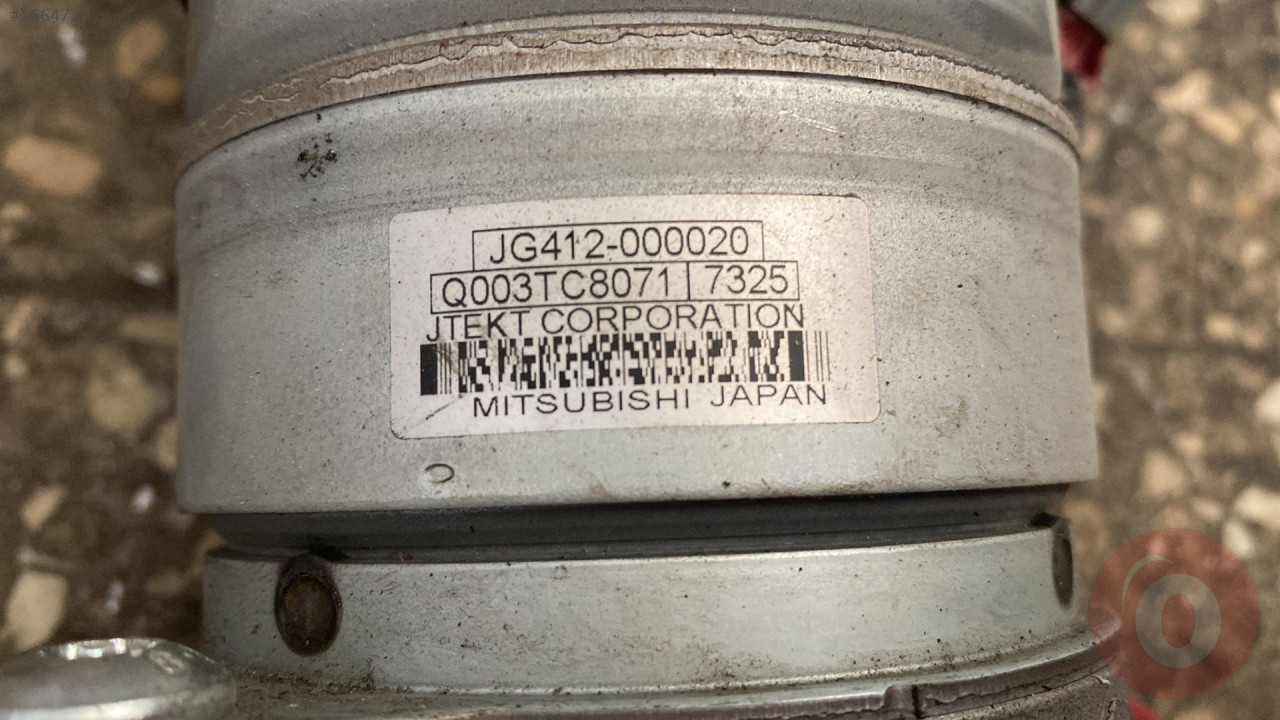 JG412-000020
Q003TC8071 7325
JTEKT CORPORATION
MITSUBISHI JAPAN